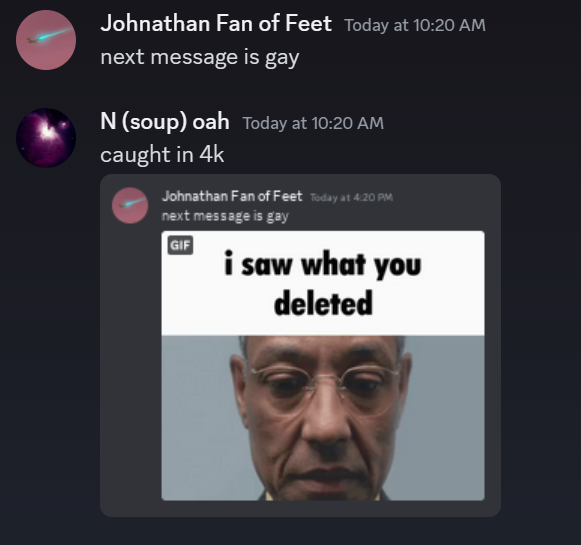 Johnathan Fan of Feet Today at 10:20 AM
next message is gay
N (soup) oah Today at 10:20 AM
caught in 4k
Johnathan Fan of Feet Today at 4:20 PM
next message is gay
GIF
i saw what you
deleted